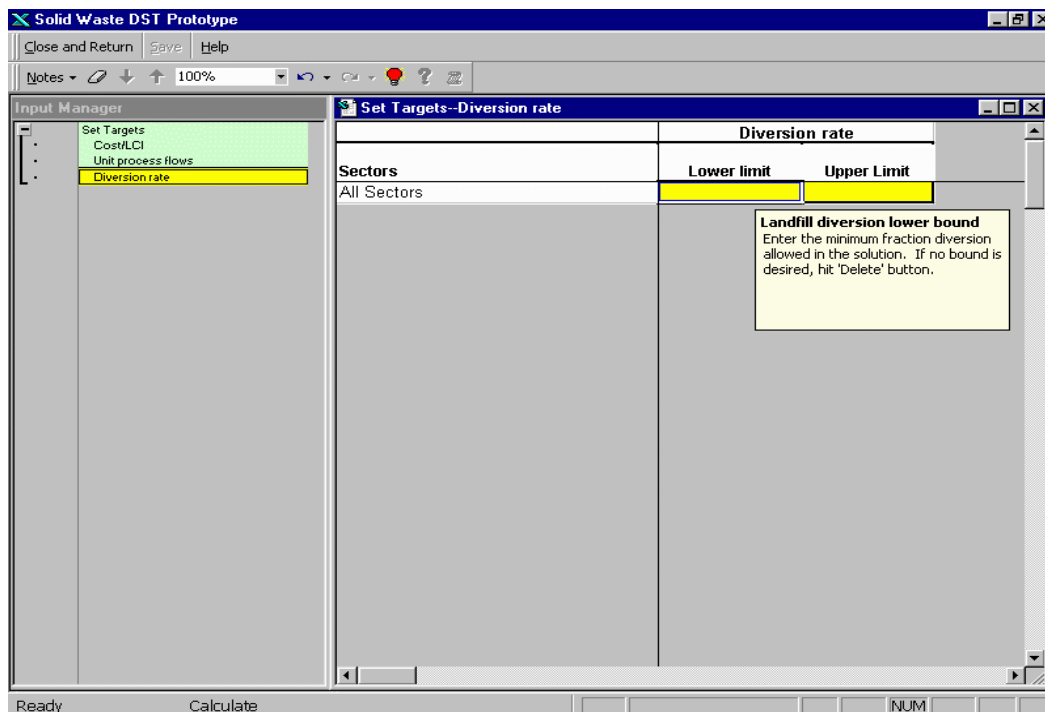 Solid Waste DST Prototype
Close and Return Save Help
Notes 100%
Input Manager
Set Targets
Cost/LCI
Unit process flows
Diversion rate
Set Targets--Diversion rate
Diversion rate
Sectors Lower limit Upper Limit
All Sectors
Landfill diversion lower bound
Enter the minimum fraction diversion
allowed in the solution. If no bound is
desired, hit 'Delete' button.
Ready Calculate NUM